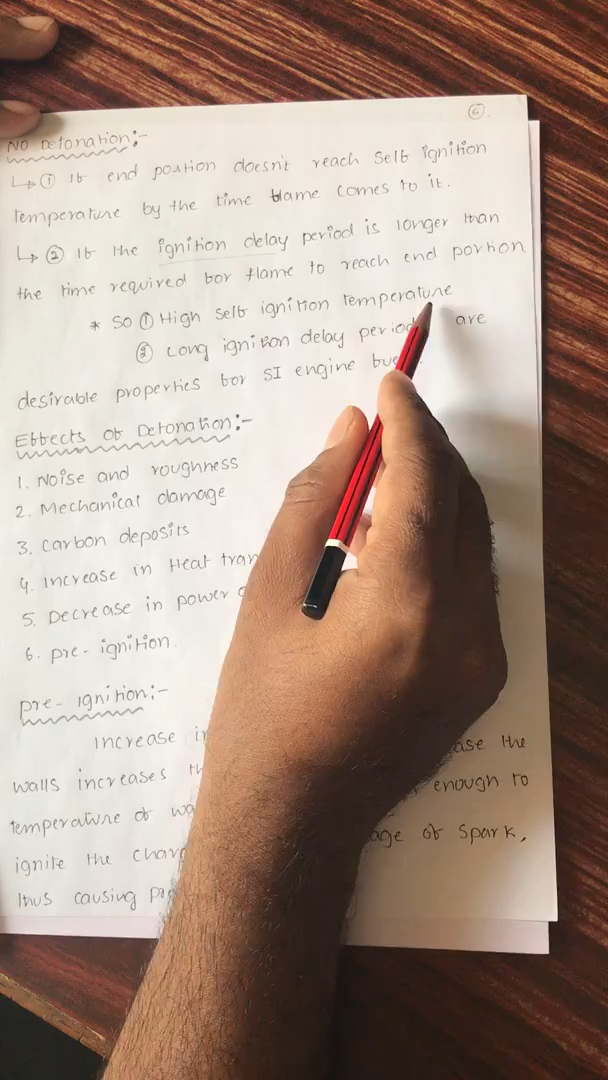 6
NO Detonation:-
↳ ① If end portion doesn't reach self ignition
temperature by the time flame comes to it.
↳ ② If the ignition delay period is longer than
the time required for flame to reach end portion
* SO ① High self ignition temperature
② Long ignition delay period are
desirable properties for SI engine
Effects of Detonation:-
1. Noise and roughness
2. Mechanical damage
3. Carbon deposits
4. Increase in Heat
5. Decrease in power
6. pre-ignition.
pre-ignition:-
Increase the
walls increases enough to
temperature of of spark,
ignite the
thus causing